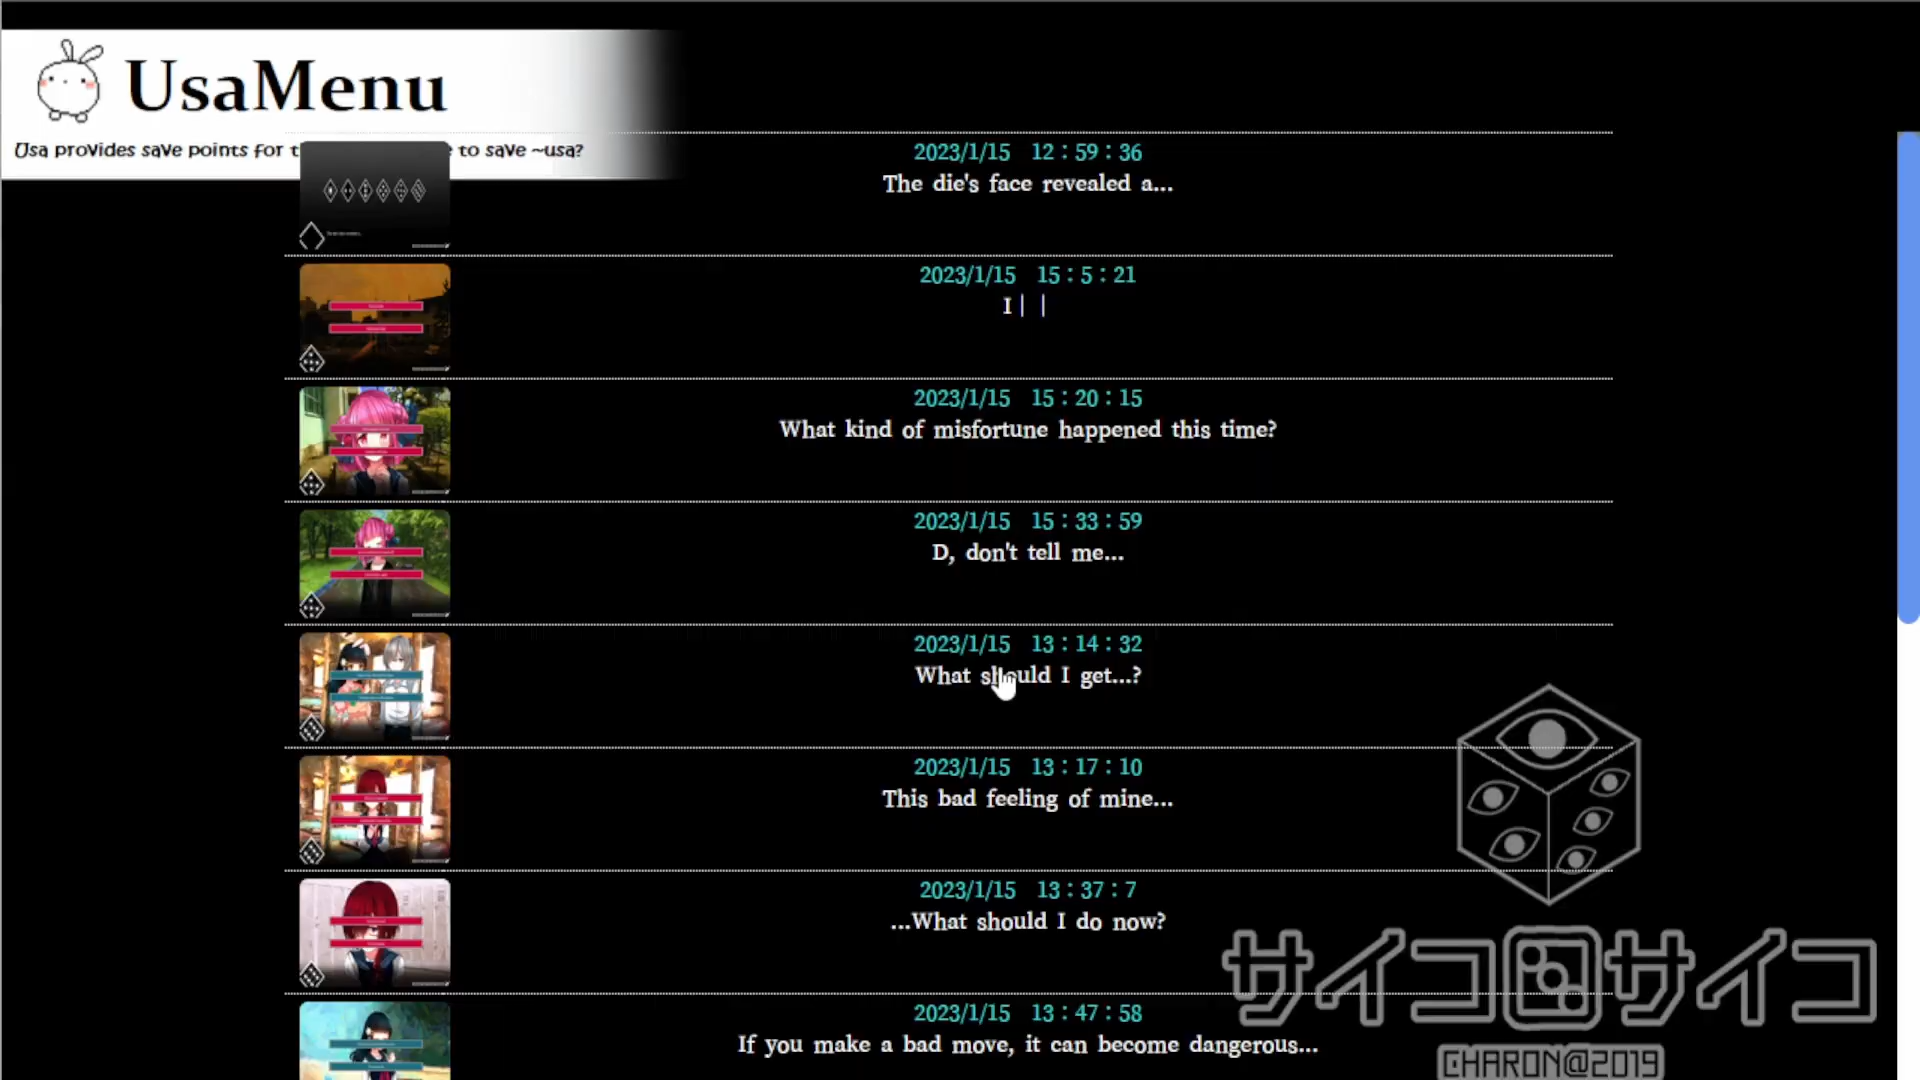 UsaMenu
Usa provides save points for t
e to save ~usa?
2023/1/15 12 : 59 : 36
The die's face revealed a...
2023/1/15 15 : 5 : 21
I | |
2023/1/15 15 : 20 : 15
What kind of misfortune happened this time?
2023/1/15 15 : 33 : 59
D, don't tell me...
2023/1/15 13 : 14 : 32
What should I get...?
2023/1/15 13 : 17 : 10
This bad feeling of mine...
2023/1/15 13 : 37 : 7
...What should I do now?
2023/1/15 13 : 47 : 58
If you make a bad move, it can become dangerous...
サイコロサイコ
CHARON@2019